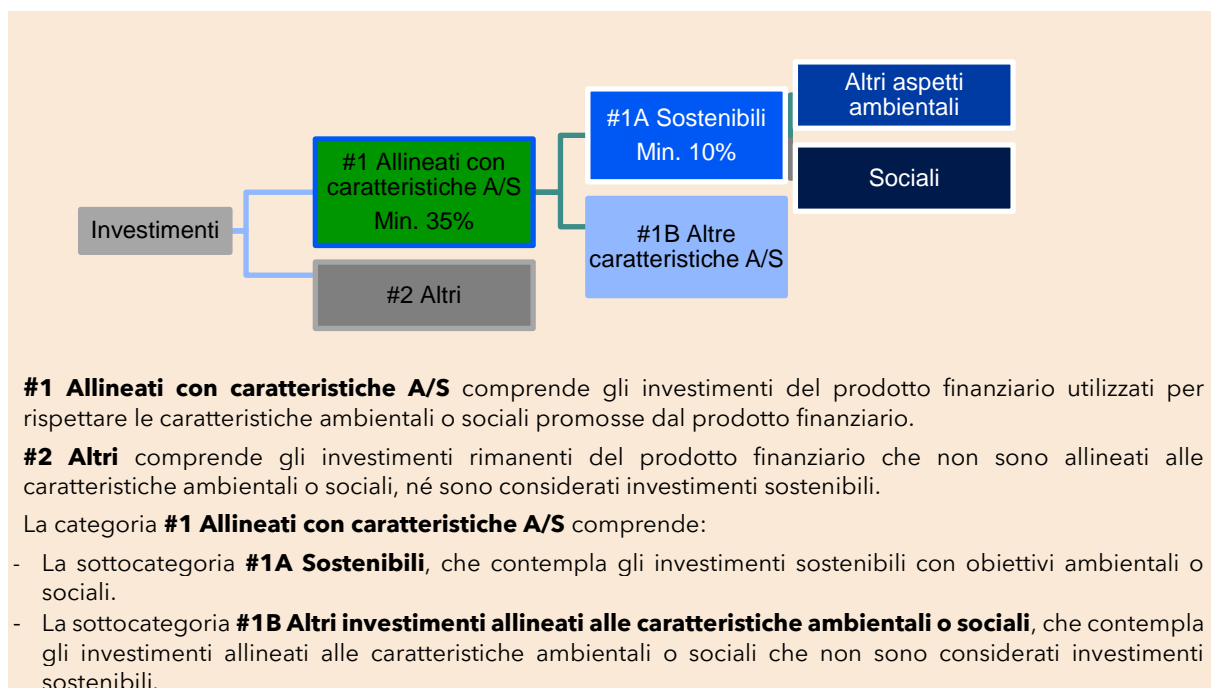 Altri aspetti
ambientali
#1A Sostenibili
Min. 10%
#1 Allineati con
caratteristiche A/S
Min. 35%
Sociali
Investimenti
#1B Altre
caratteristiche A/S
#2 Altri
#1 Allineati con caratteristiche A/S comprende gli investimenti del prodotto finanziario utilizzati per
rispettare le caratteristiche ambientali o sociali promosse dal prodotto finanziario.
#2 Altri comprende gli investimenti rimanenti del prodotto finanziario che non sono allineati alle
caratteristiche ambientali o sociali, né sono considerati investimenti sostenibili.
La categoria #1 Allineati con caratteristiche A/S comprende:
- La sottocategoria #1A Sostenibili, che contempla gli investimenti sostenibili con obiettivi ambientali o
sociali.
- La sottocategoria #1B Altri investimenti allineati alle caratteristiche ambientali o sociali, che contempla
gli investimenti allineati alle caratteristiche ambientali o sociali che non sono considerati investimenti
sostenibili.